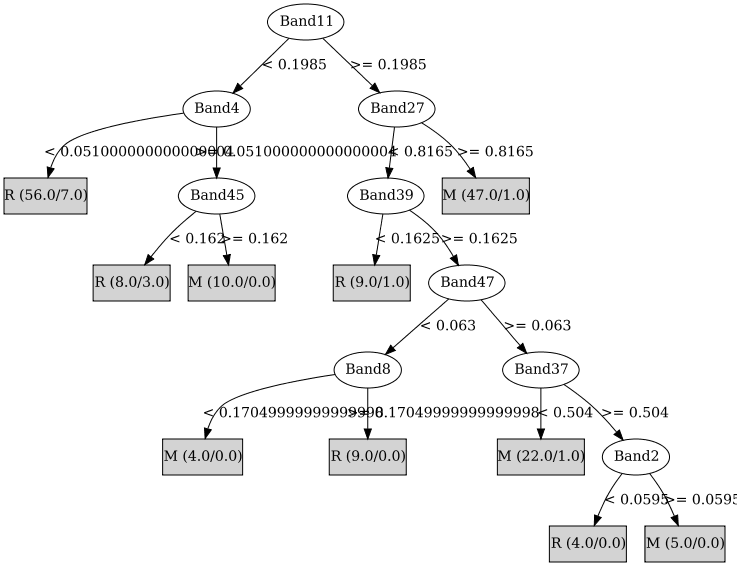 Band11
< 0.1985
>= 0.1985
Band4
Band27
< 0.051000000000000004
>= 0.051000000000000004
< 0.8165
>= 0.8165
R (56.0/7.0)
Band45
Band39
M (47.0/1.0)
< 0.162
>= 0.162
< 0.1625
>= 0.1625
R (8.0/3.0)
M (10.0/0.0)
R (9.0/1.0)
Band47
< 0.063
>= 0.063
Band8
Band37
< 0.17049999999999998
>= 0.17049999999999998
< 0.504
>= 0.504
M (4.0/0.0)
R (9.0/0.0)
M (22.0/1.0)
Band2
< 0.0595
>= 0.0595
R (4.0/0.0)
M (5.0/0.0)